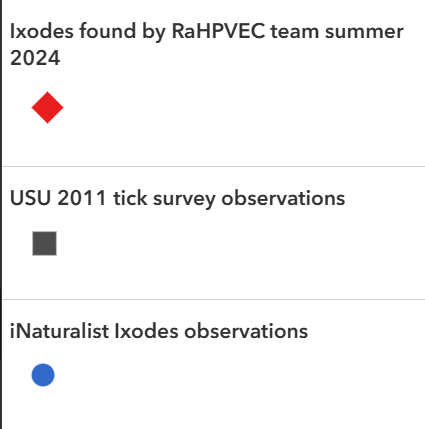 Ixodes found by RaHPVEC team summer
2024
USU 2011 tick survey observations
iNaturalist Ixodes observations